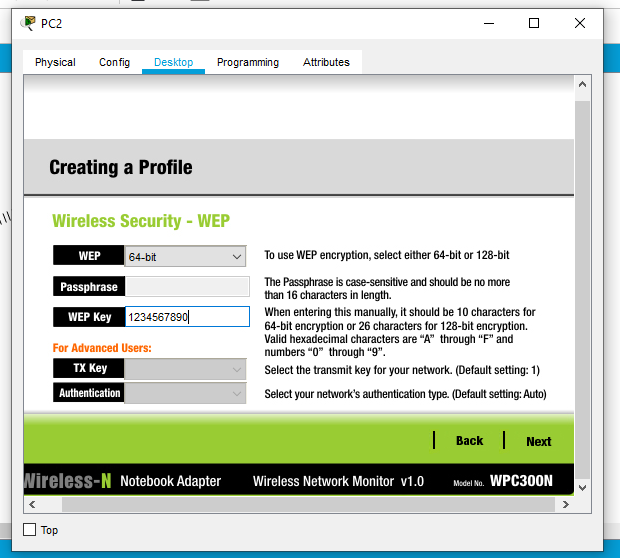 PC2
Physical Config Desktop Programming Attributes
Creating a Profile
Wireless Security - WEP
WEP 64-bit To use WEP encryption, select either 64-bit or 128-bit
Passphrase The Passphrase is case-sensitive and should be no more
than 16 characters in length.
WEP Key 1234567890 When entering this manually, it should be 10 characters for
64-bit encryption or 26 characters for 128-bit encryption.
Valid hexadecimal characters are “A” through “F” and
numbers “0” through “9”.
For Advanced Users:
TX Key Select the transmit key for your network. (Default setting: 1)
Authentication Select your network's authentication type. (Default setting: Auto)
Back Next
Wireless-N Notebook Adapter Wireless Network Monitor v1.0 Model No. WPC300N
Top